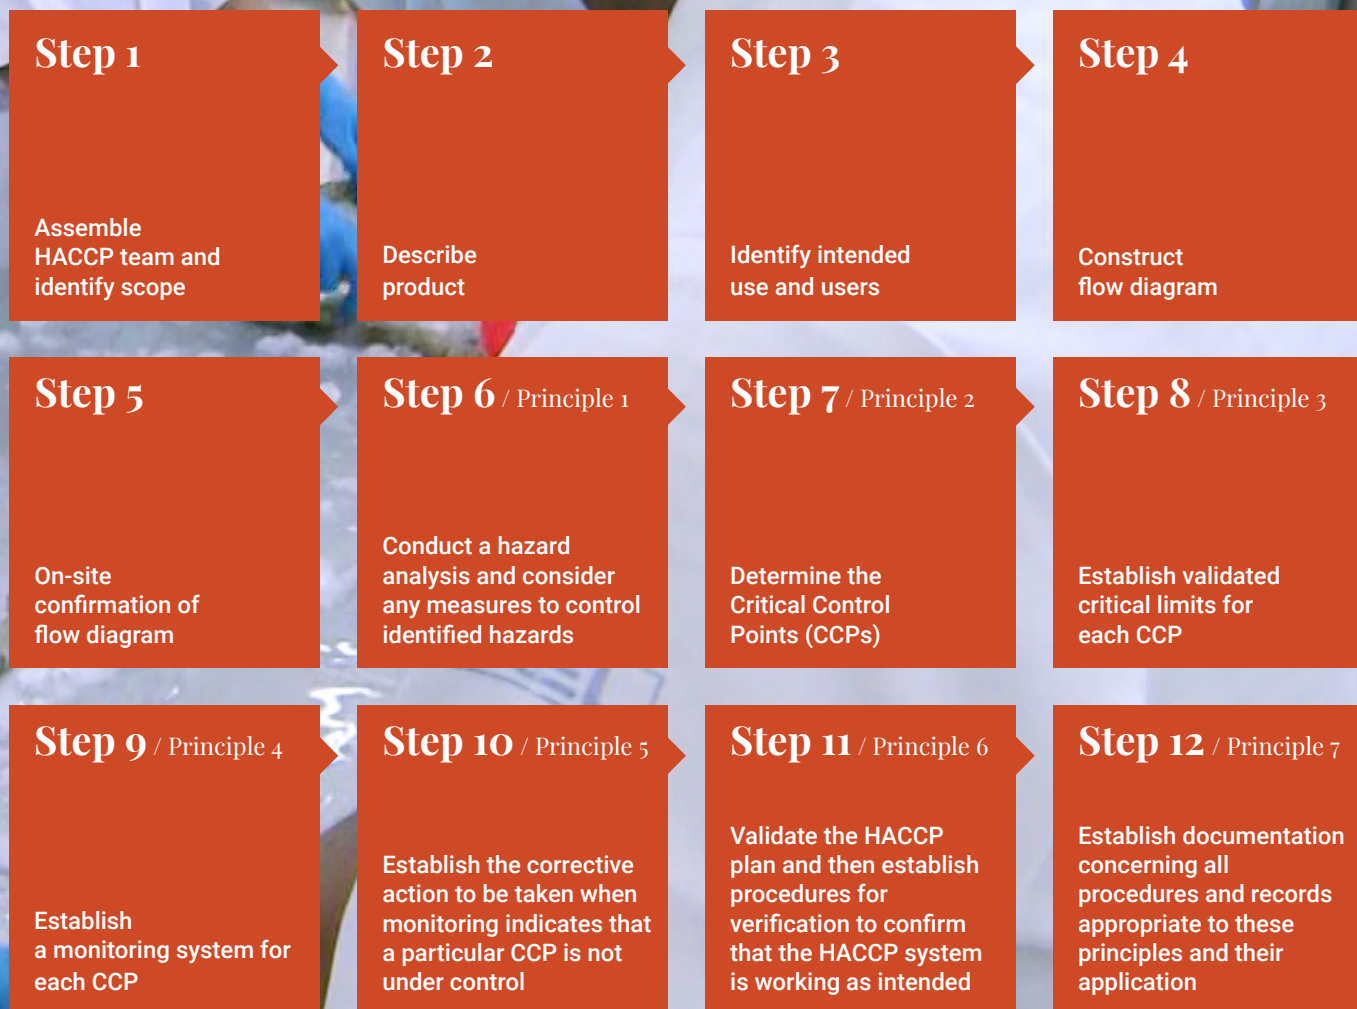 Step 1
Assemble
HACCP team and
identify scope
Step 2
Describe
product
Step 3
Identify intended
use and users
Step 4
Construct
flow diagram
Step 5
On-site
confirmation of
flow diagram
Step 6 / Principle 1
Conduct a hazard
analysis and consider
any measures to control
identified hazards
Step 7 / Principle 2
Determine the
Critical Control
Points (CCPs)
Step 8 / Principle 3
Establish validated
critical limits for
each CCP
Step 9 / Principle 4
Establish
a monitoring system for
each CCP
Step 10 / Principle 5
Establish the corrective
action to be taken when
monitoring indicates that
a particular CCP is not
under control
Step 11 / Principle 6
Validate the HACCP
plan and then establish
procedures for
verification to confirm
that the HACCP system
is working as intended
Step 12 / Principle 7
Establish documentation
concerning all
procedures and records
appropriate to these
principles and their
application